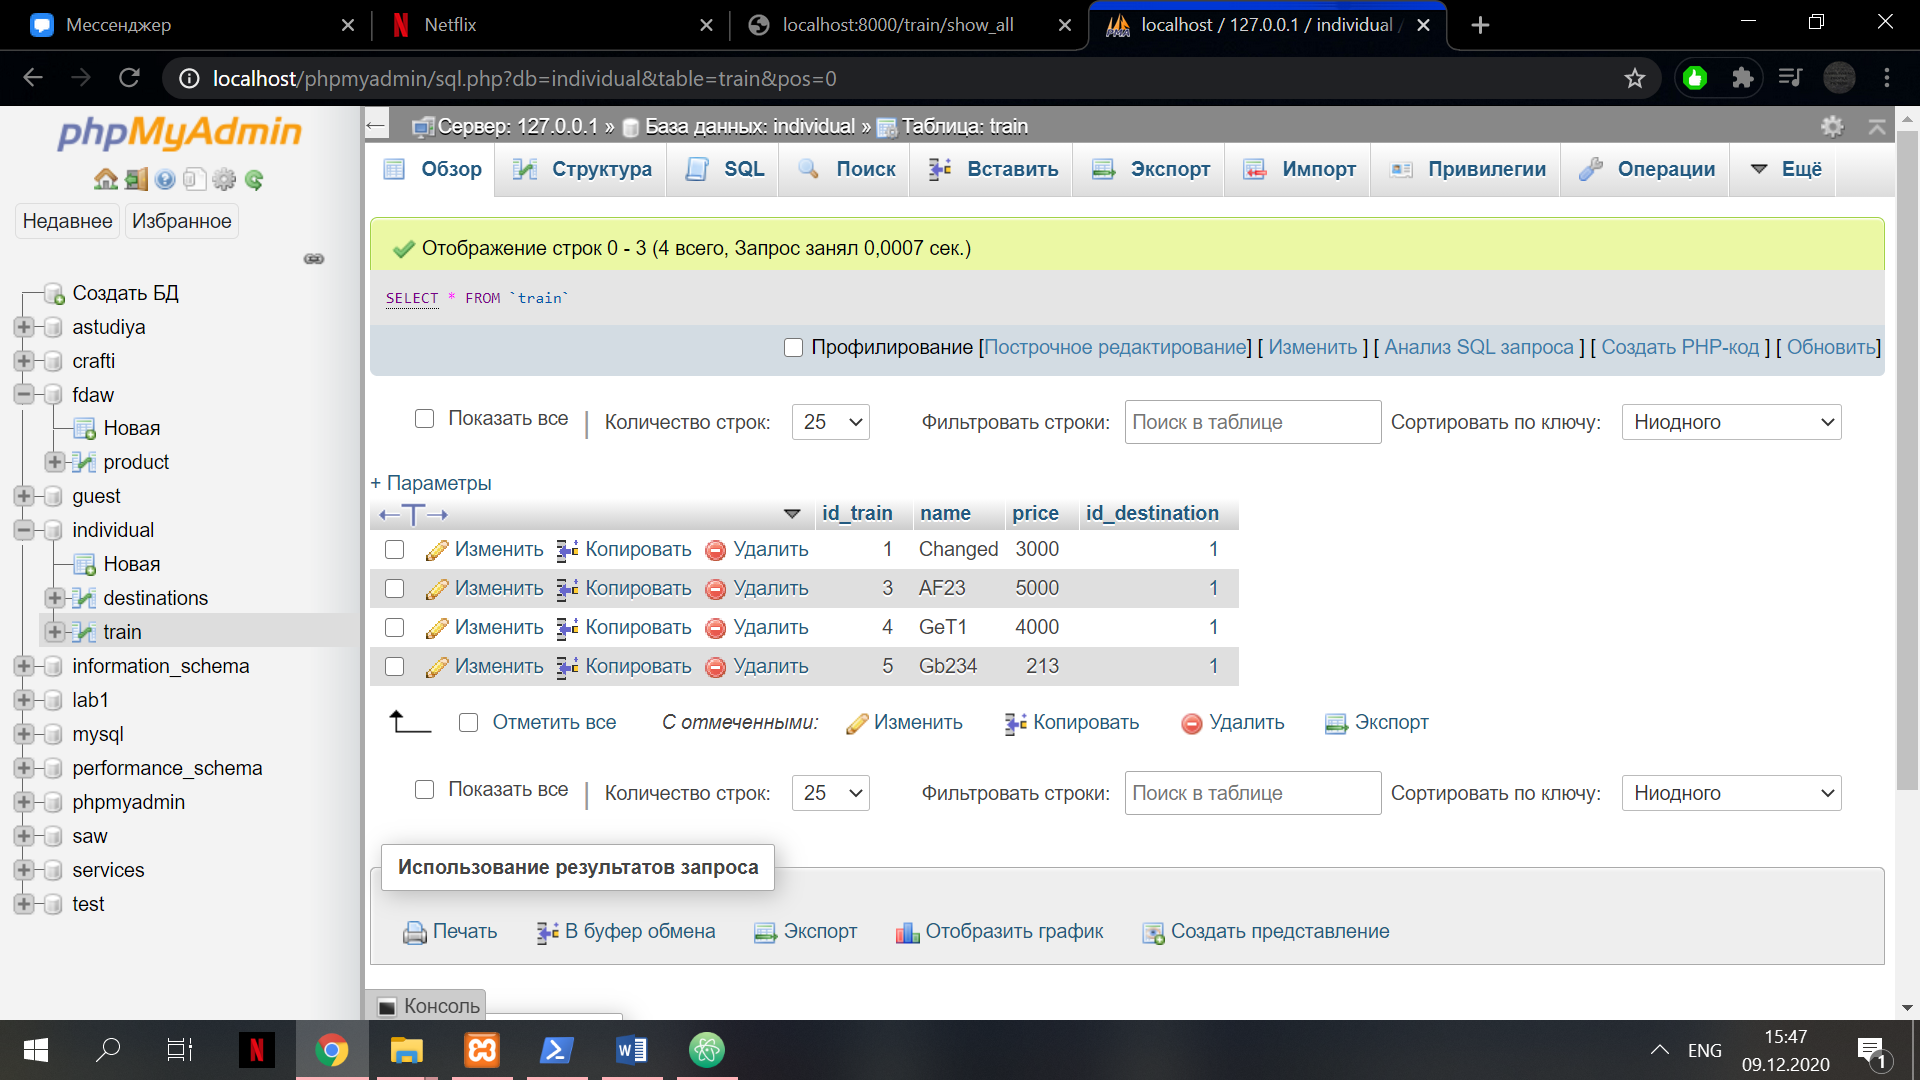 Мессенджер
Netflix
localhost:8000/train/show_all
localhost / 127.0.0.1 / individual /
localhost/phpmyadmin/sql.php?db=individual&table=train&pos=0
phpMyAdmin
Недавнее Избранное
Создать БД
astudiya
crafti
fdaw
Новая
product
guest
individual
Новая
destinations
train
information_schema
lab1
mysql
performance_schema
phpmyadmin
saw
services
test
Сервер: 127.0.0.1 » База данных: individual » Таблица: train
Обзор Структура SQL Поиск Вставить Экспорт Импорт Привилегии Операции Ещё
Отображение строк 0 - 3 (4 всего, Запрос занял 0,0007 сек.)
SELECT * FROM `train`
Профилирование [Построчное редактирование] [ Изменить ] [ Анализ SQL запроса ] [ Создать PHP-код ] [ Обновить]
Показать все | Количество строк: 25 Фильтровать строки: Поиск в таблице Сортировать по ключу: Ниодного
+ Параметры
←T→ id_train name price id_destination
Изменить Копировать Удалить 1 Changed 3000 1
Изменить Копировать Удалить 3 AF23 5000 1
Изменить Копировать Удалить 4 GeT1 4000 1
Изменить Копировать Удалить 5 Gb234 213 1
Отметить все С отмеченными: Изменить Копировать Удалить Экспорт
Показать все | Количество строк: 25 Фильтровать строки: Поиск в таблице Сортировать по ключу: Ниодного
Использование результатов запроса
Печать В буфер обмена Экспорт Отобразить график Создать представление
Консоль
ENG
15:47
09.12.2020
1